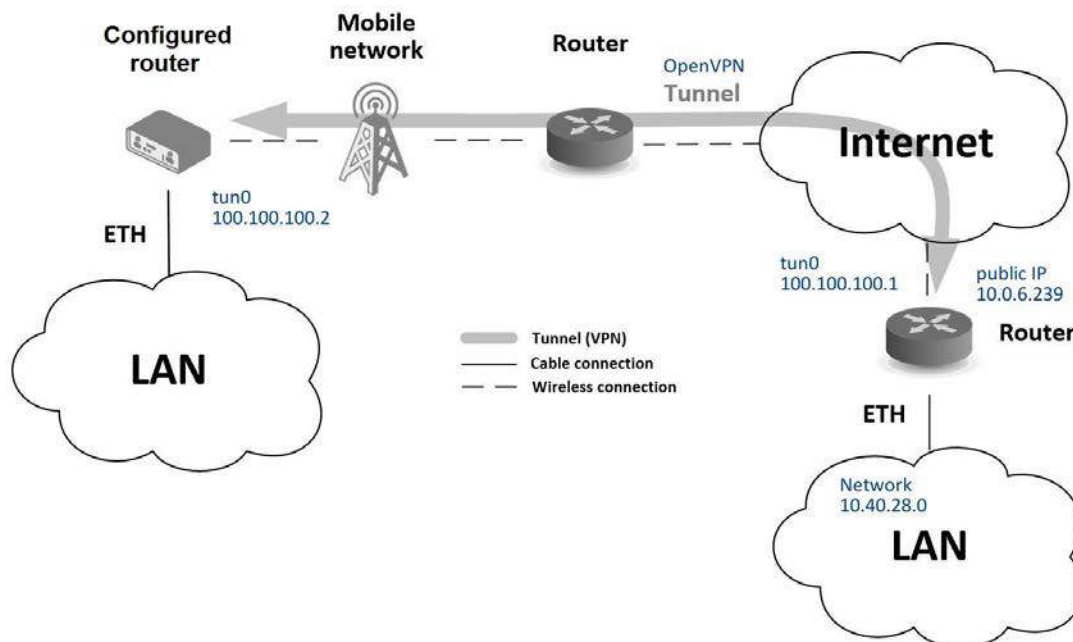 Configured
router
Mobile
network
Router
OpenVPN
Tunnel
Internet
tun0
100.100.100.2
ETH
LAN
tun0
100.100.100.1
public IP
10.0.6.239
Router
Tunnel (VPN)
Cable connection
Wireless connection
ETH
Network
10.40.28.0
LAN